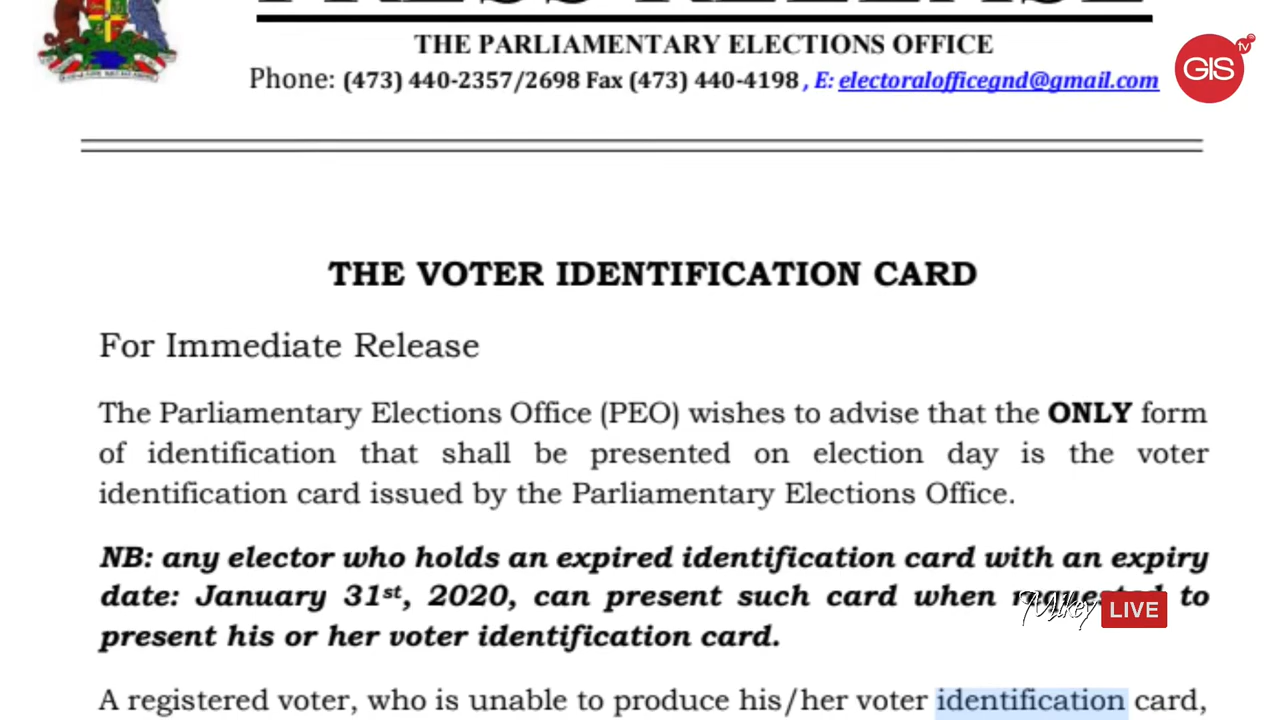 PRESS RELEASE
THE PARLIAMENTARY ELECTIONS OFFICE
Phone: (473) 440-2357/2698 Fax (473) 440-4198 , E: electoralofficegnd@gmail.com
GIS tv
THE VOTER IDENTIFICATION CARD
For Immediate Release
The Parliamentary Elections Office (PEO) wishes to advise that the ONLY form
of identification that shall be presented on election day is the voter
identification card issued by the Parliamentary Elections Office.
NB: any elector who holds an expired identification card with an expiry
date: January 31st, 2020, can present such card when requested to
present his or her voter identification card.
Mikey LIVE
A registered voter, who is unable to produce his/her voter identification card,